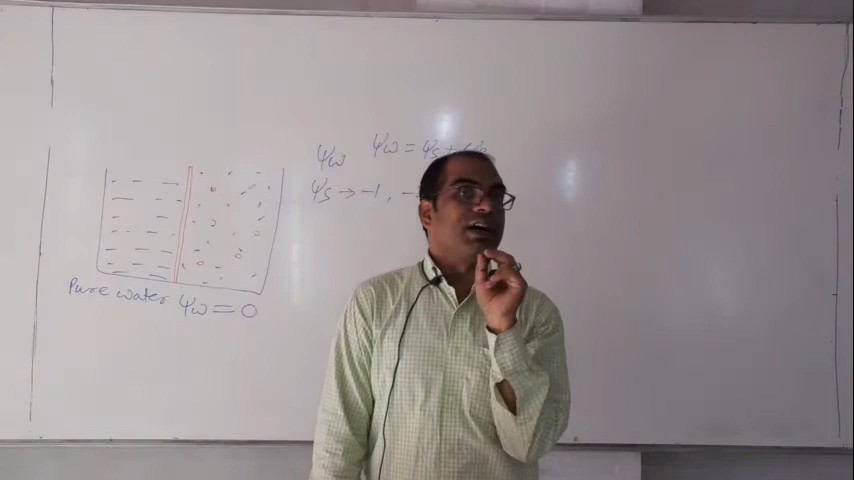 ψw ψw = ψs +
ψs → -1, -
Pure water ψw = 0